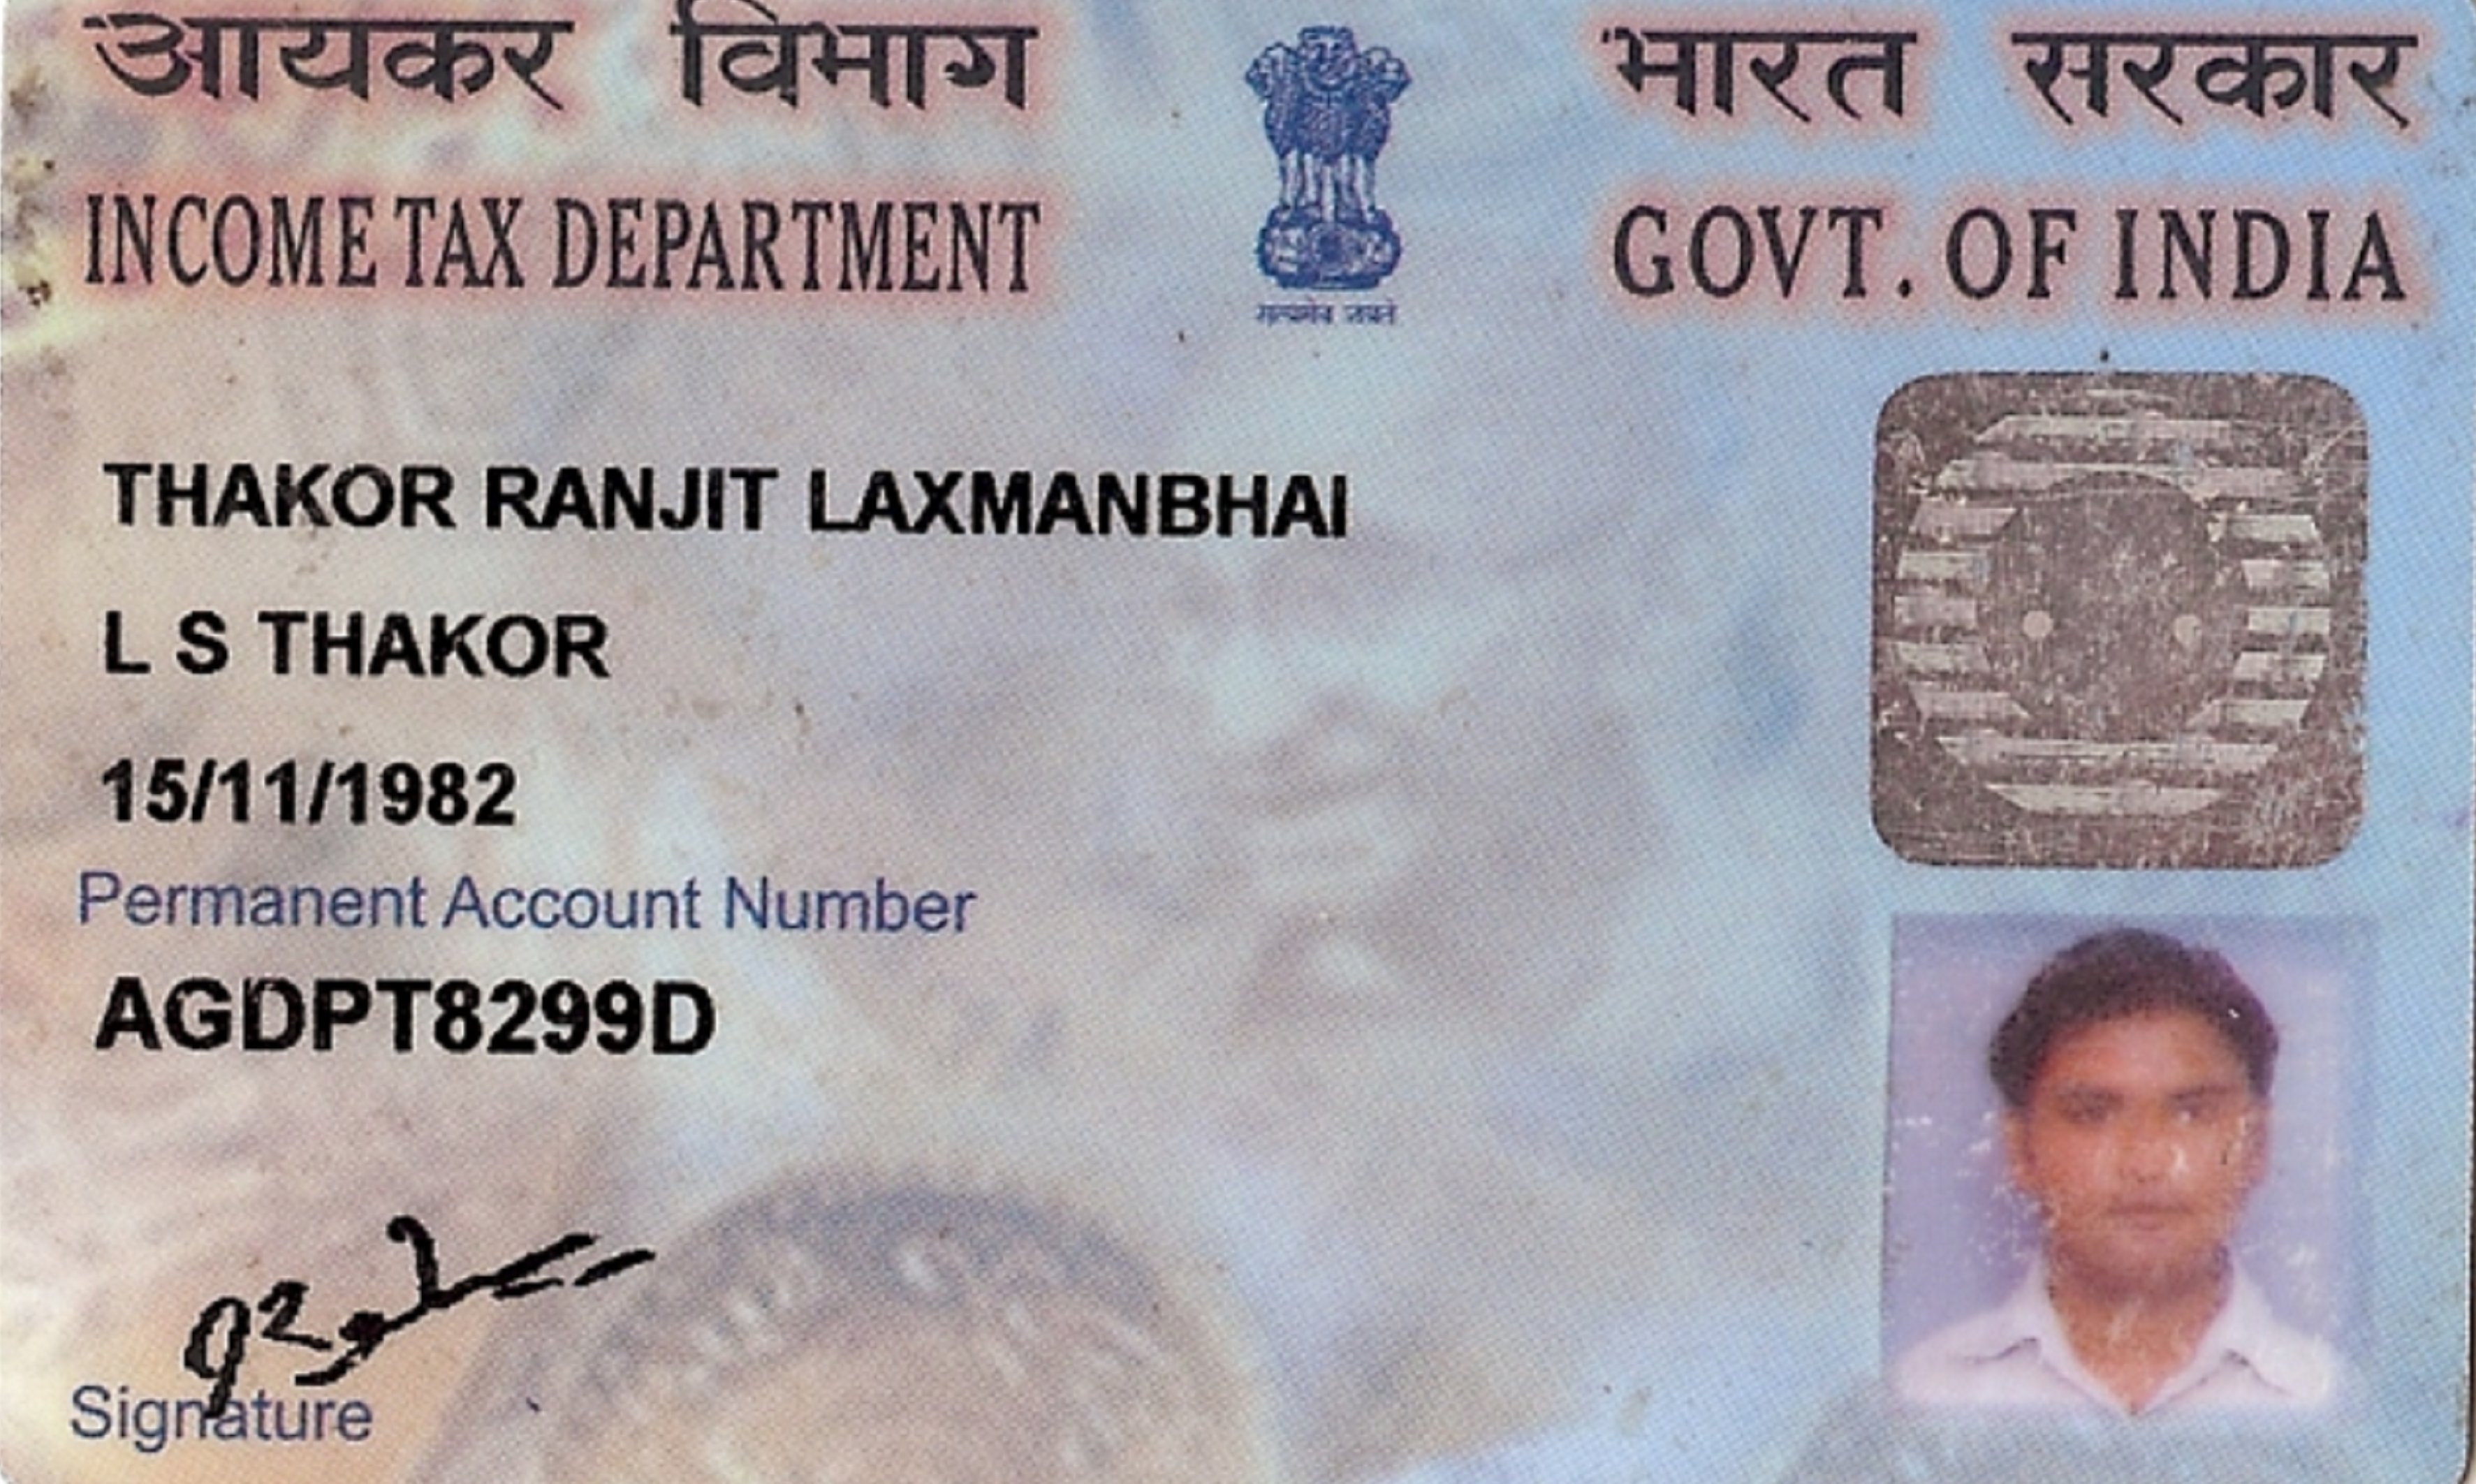 आयकर विभाग
भारत सरकार
INCOME TAX DEPARTMENT
GOVT. OF INDIA
सत्यमेव जयते
THAKOR RANJIT LAXMANBHAI
L S THAKOR
15/11/1982
Permanent Account Number
AGDPT8299D
Signature